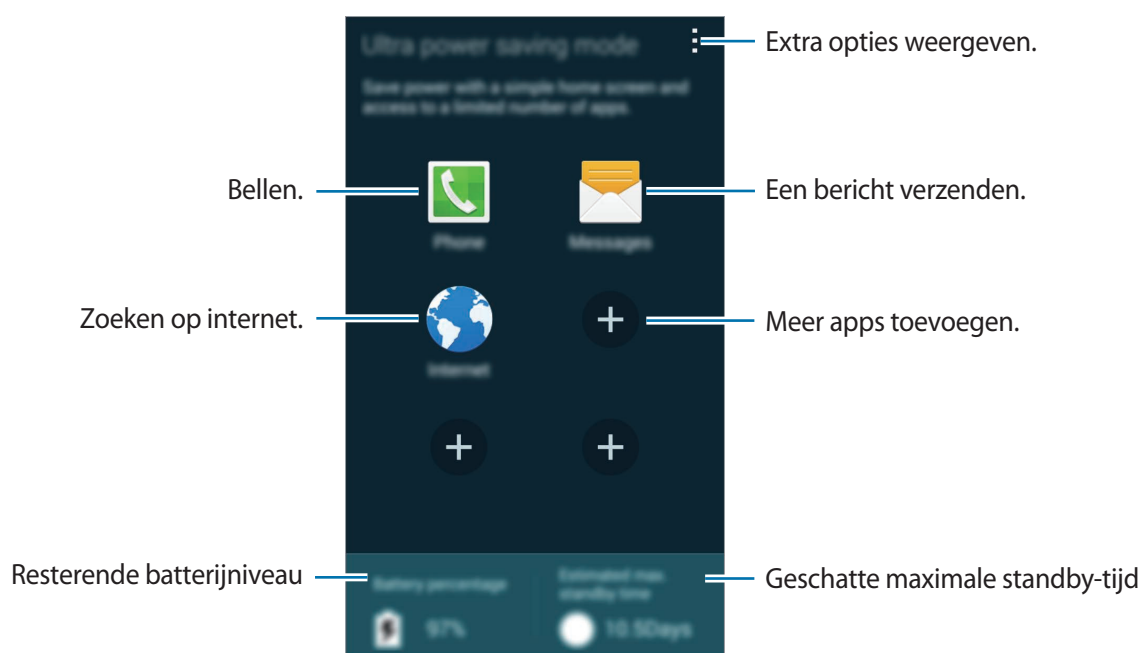 Ultra power saving mode
Extra opties weergeven.
Save power with a simple home screen and
access to a limited number of apps.
Bellen.
Een bericht verzenden.
Phone
Messages
Zoeken op internet.
Meer apps toevoegen.
Internet
Resterende batterijniveau
Battery percentage
Estimated max.
standby time
Geschatte maximale standby-tijd
97%
10.5Days